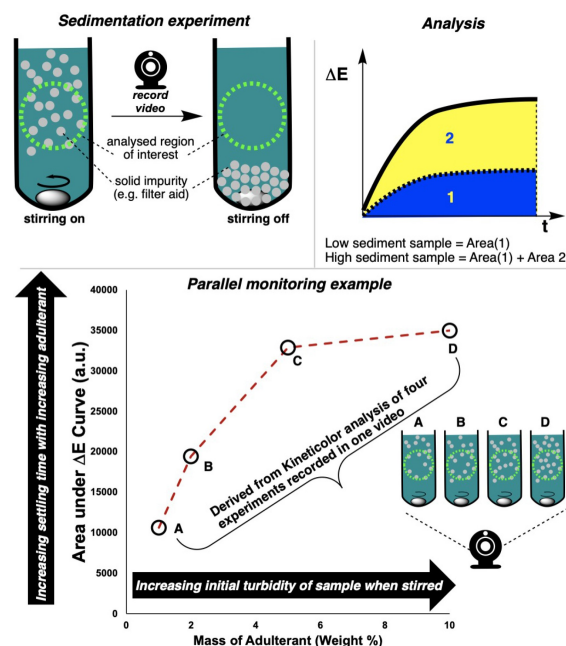 Sedimentation experiment
record
video
analysed region
of interest
solid impurity
(e.g. filter aid)
stirring on
stirring off
Analysis
ΔE
2
1
t
Low sediment sample = Area(1)
High sediment sample = Area(1) + Area 2
Parallel monitoring example
Increasing settling time with increasing adulterant
Area under ΔE Curve (a.u.)
40000
35000
30000
25000
20000
15000
10000
5000
0
A
B
C
D
Derived from Kineticolor analysis of four
experiments recorded in one video
A B C D
Increasing initial turbidity of sample when stirred
0 2 4 6 8 10
Mass of Adulterant (Weight %)